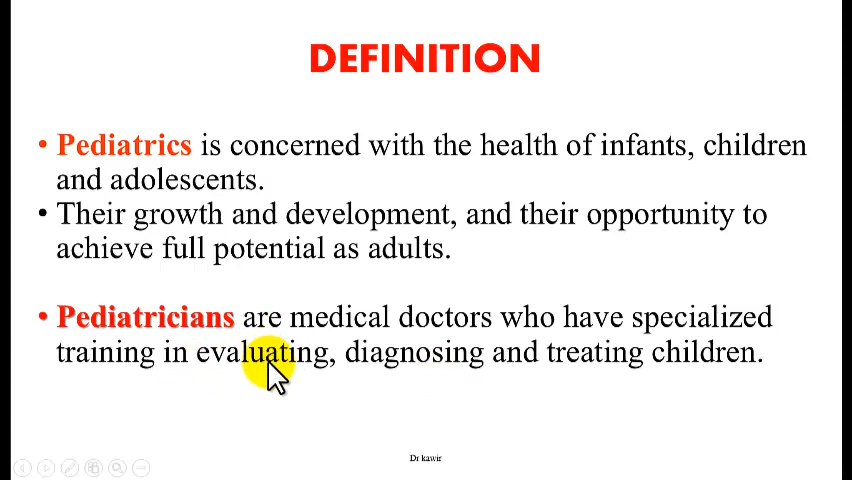 DEFINITION
• Pediatrics is concerned with the health of infants, children
and adolescents.
• Their growth and development, and their opportunity to
achieve full potential as adults.
• Pediatricians are medical doctors who have specialized
training in evaluating, diagnosing and treating children.
Dr kawir